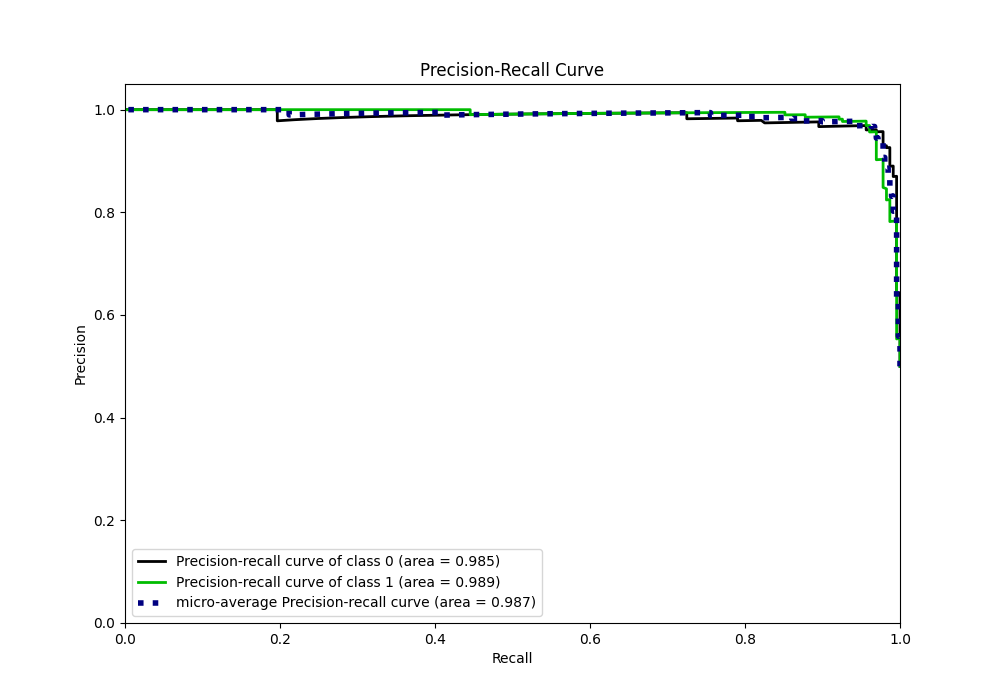 Precision-Recall Curve
1.0
0.8
0.6
0.4
0.2
0.0
Precision
Precision-recall curve of class 0 (area = 0.985)
Precision-recall curve of class 1 (area = 0.989)
micro-average Precision-recall curve (area = 0.987)
0.0 0.2 0.4 0.6 0.8 1.0
Recall